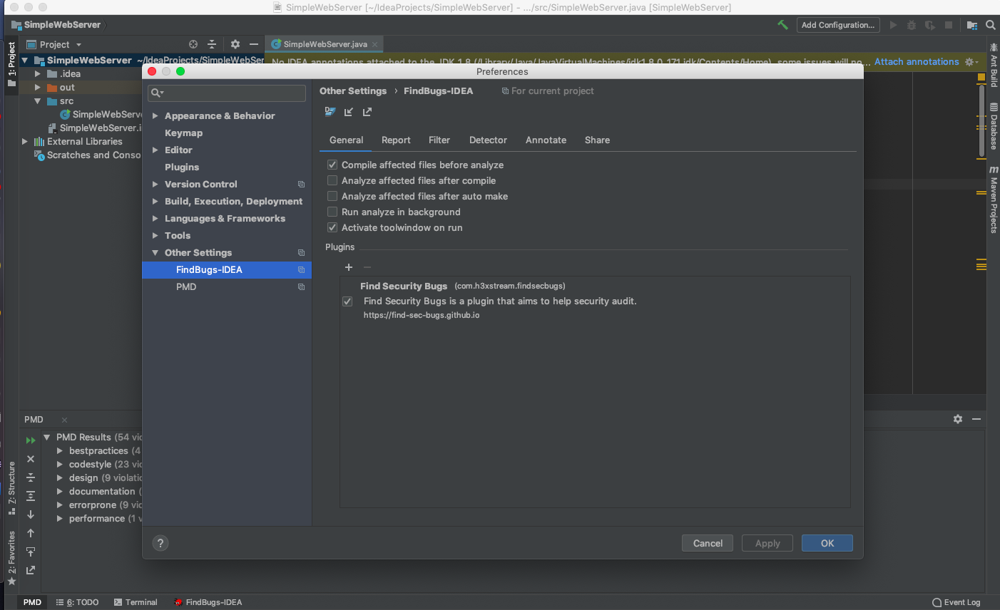 SimpleWebServer [~/IdeaProjects/SimpleWebServer] - .../src/SimpleWebServer.java [SimpleWebServer]
SimpleWebServer
Add Configuration...
Project
SimpleWebServer.java
1: Project
SimpleWebServer ~/IdeaProjects/SimpleWebSer
No IDEA annotations attached to the JDK 1.8 (/Library/Java/JavaVirtualMachines/jdk1.8.0_171.jdk/Contents/Home), some issues will no... Attach annotations
.idea
out
src
SimpleWebServe
SimpleWebServer.i
External Libraries
Scratches and Conso
Ant Build
Database
Maven Projects
Preferences
Appearance & Behavior
Keymap
Editor
Plugins
Version Control
Build, Execution, Deployment
Languages & Frameworks
Tools
Other Settings
FindBugs-IDEA
PMD
Other Settings › FindBugs-IDEA
For current project
General Report Filter Detector Annotate Share
Compile affected files before analyze
Analyze affected files after compile
Analyze affected files after auto make
Run analyze in background
Activate toolwindow on run
Plugins
Find Security Bugs (com.h3xstream.findsecbugs)
Find Security Bugs is a plugin that aims to help security audit.
https://find-sec-bugs.github.io
? Cancel Apply OK
PMD
PMD Results (54 vio
bestpractices (4
codestyle (23 vio
design (9 violatio
documentation (
errorprone (9 vio
performance (1 v
7: Structure
2: Favorites
PMD
6: TODO
Terminal
FindBugs-IDEA
Event Log